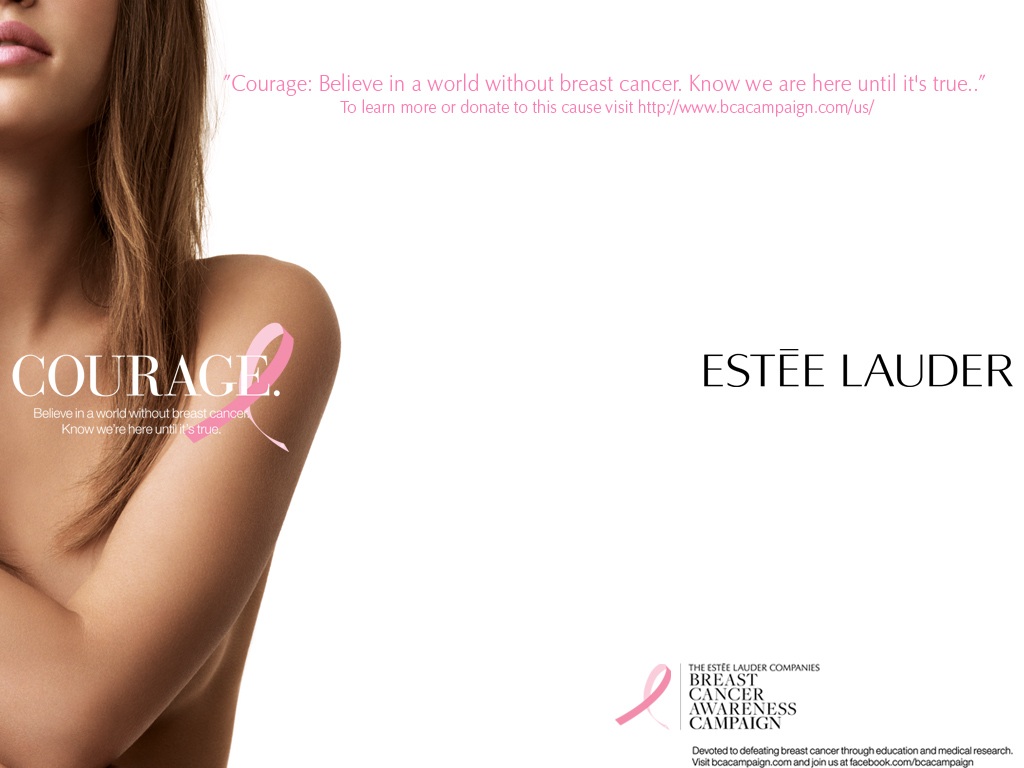 "Courage: Believe in a world without breast cancer. Know we are here until it's true.."
To learn more or donate to this cause visit http://www.bcacampaign.com/us/
COURAGE.
Believe in a world without breast cancer.
Know we're here until it's true.
ESTĒE LAUDER
THE ESTĒE LAUDER COMPANIES
BREAST
CANCER
AWARENESS
CAMPAIGN
Devoted to defeating breast cancer through education and medical research.
Visit bcacampaign.com and join us at facebook.com/bcacampaign